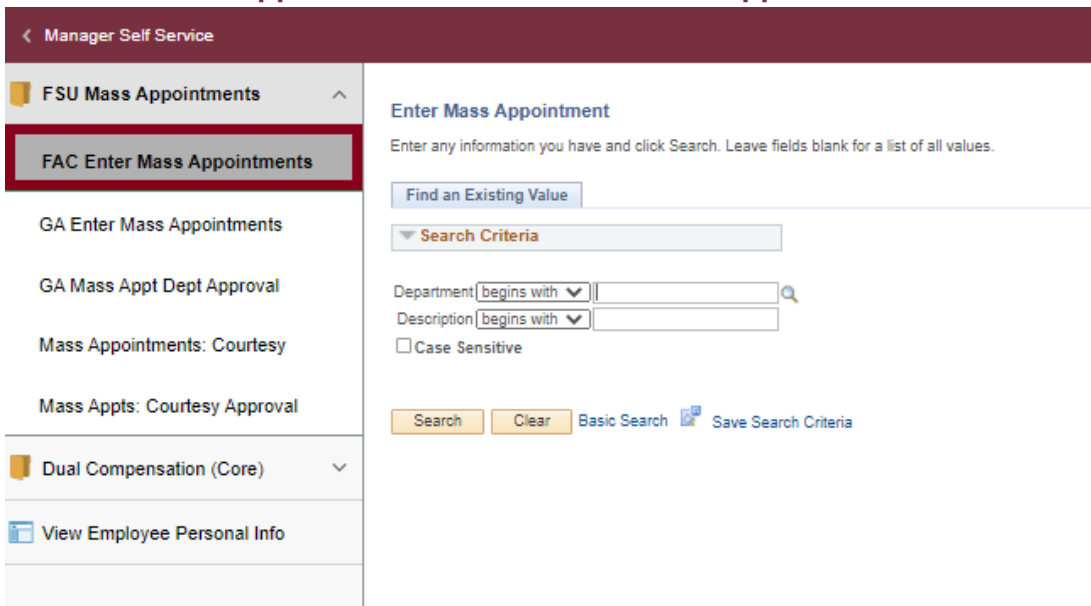 Manager Self Service
FSU Mass Appointments
FAC Enter Mass Appointments
GA Enter Mass Appointments
GA Mass Appt Dept Approval
Mass Appointments: Courtesy
Mass Appts: Courtesy Approval
Dual Compensation (Core)
View Employee Personal Info
Enter Mass Appointment
Enter any information you have and click Search. Leave fields blank for a list of all values.
Find an Existing Value
Search Criteria
Department begins with
Description begins with
Case Sensitive
Search Clear Basic Search Save Search Criteria